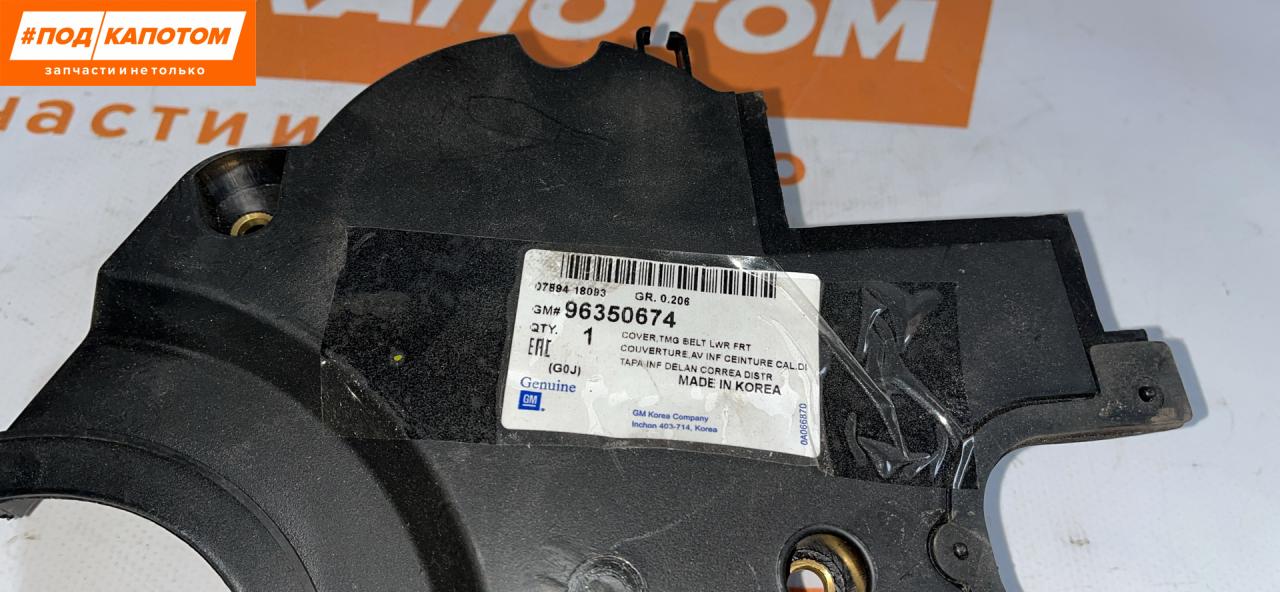 #ПОД КАПОТОМ
запчасти и не только
КАПОТОМ
части и
07594 18093 GR. 0.206
GM# 96350674
QTY. 1
COVER,TMG BELT LWR FRT
COUVERTURE,AV INF CEINTURE CAL.DI
TAPA INF DELAN CORREA DISTR
EAC
(G0J)
MADE IN KOREA
Genuine
GM
GM Korea Company
Inchon 403-714, Korea
0A066870